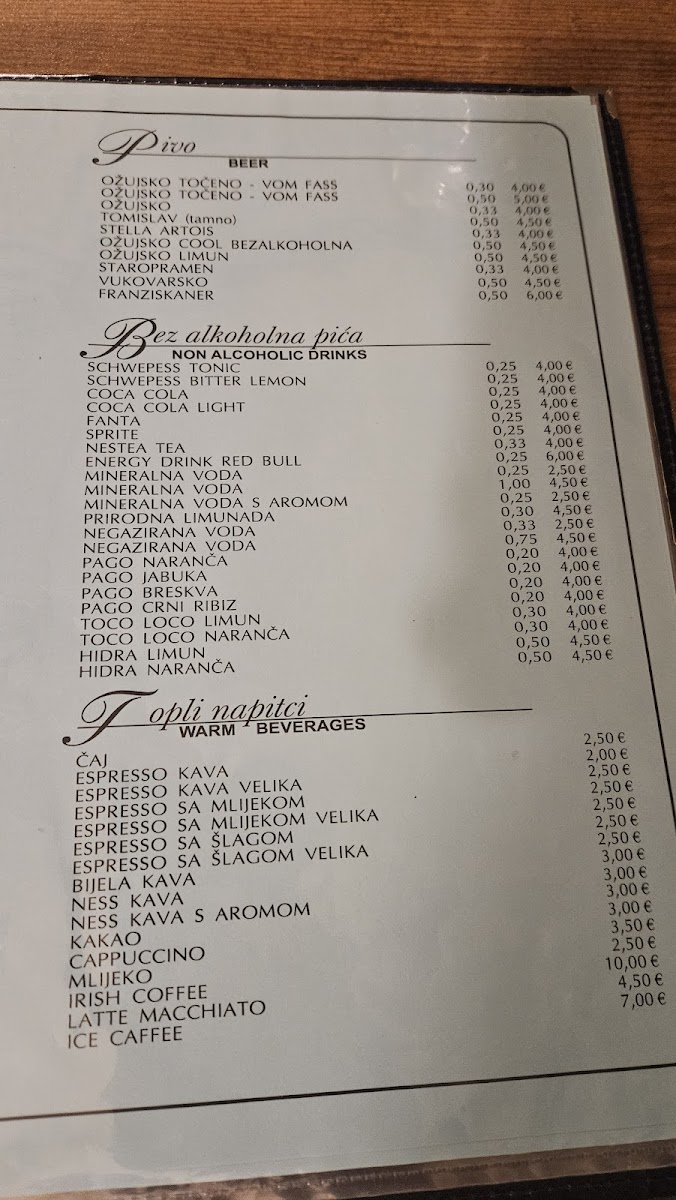 Pivo
BEER
OŽUJSKO TOČENO - VOM FASS 0,30 4,00 €
OŽUJSKO TOČENO - VOM FASS 0,50 5,00 €
OŽUJSKO 0,33 4,00 €
TOMISLAV (tamno) 0,50 4,50 €
STELLA ARTOIS 0,33 4,00 €
OŽUJSKO COOL BEZALKOHOLNA 0,50 4,50 €
OŽUJSKO LIMUN 0,50 4,50 €
STAROPRAMEN 0,33 4,00 €
VUKOVARSKO 0,50 4,50 €
FRANZISKANER 0,50 6,00 €
Bez alkoholna pića
NON ALCOHOLIC DRINKS
SCHWEPESS TONIC 0,25 4,00 €
SCHWEPESS BITTER LEMON 0,25 4,00 €
COCA COLA 0,25 4,00 €
COCA COLA LIGHT 0,25 4,00 €
FANTA 0,25 4,00 €
SPRITE 0,25 4,00 €
NESTEA TEA 0,33 4,00 €
ENERGY DRINK RED BULL 0,25 6,00 €
MINERALNA VODA 0,25 2,50 €
MINERALNA VODA 1,00 4,50 €
MINERALNA VODA S AROMOM 0,25 2,50 €
PRIRODNA LIMUNADA 0,30 4,50 €
NEGAZIRANA VODA 0,33 2,50 €
NEGAZIRANA VODA 0,75 4,50 €
PAGO NARANČA 0,20 4,00 €
PAGO JABUKA 0,20 4,00 €
PAGO BRESKVA 0,20 4,00 €
PAGO CRNI RIBIZ 0,20 4,00 €
TOCO LOCO LIMUN 0,30 4,00 €
TOCO LOCO NARANČA 0,30 4,00 €
HIDRA LIMUN 0,50 4,50 €
HIDRA NARANČA 0,50 4,50 €
Topli napitci
WARM BEVERAGES
ČAJ 2,50 €
ESPRESSO KAVA 2,00 €
ESPRESSO KAVA VELIKA 2,50 €
ESPRESSO SA MLIJEKOM 2,50 €
ESPRESSO SA MLIJEKOM VELIKA 2,50 €
ESPRESSO SA ŠLAGOM 2,50 €
ESPRESSO SA ŠLAGOM VELIKA 2,50 €
BIJELA KAVA 3,00 €
NESS KAVA 3,00 €
NESS KAVA S AROMOM 3,00 €
KAKAO 3,00 €
CAPPUCCINO 3,50 €
MLIJEKO 2,50 €
IRISH COFFEE 10,00 €
LATTE MACCHIATO 4,50 €
ICE CAFFEE 7,00 €